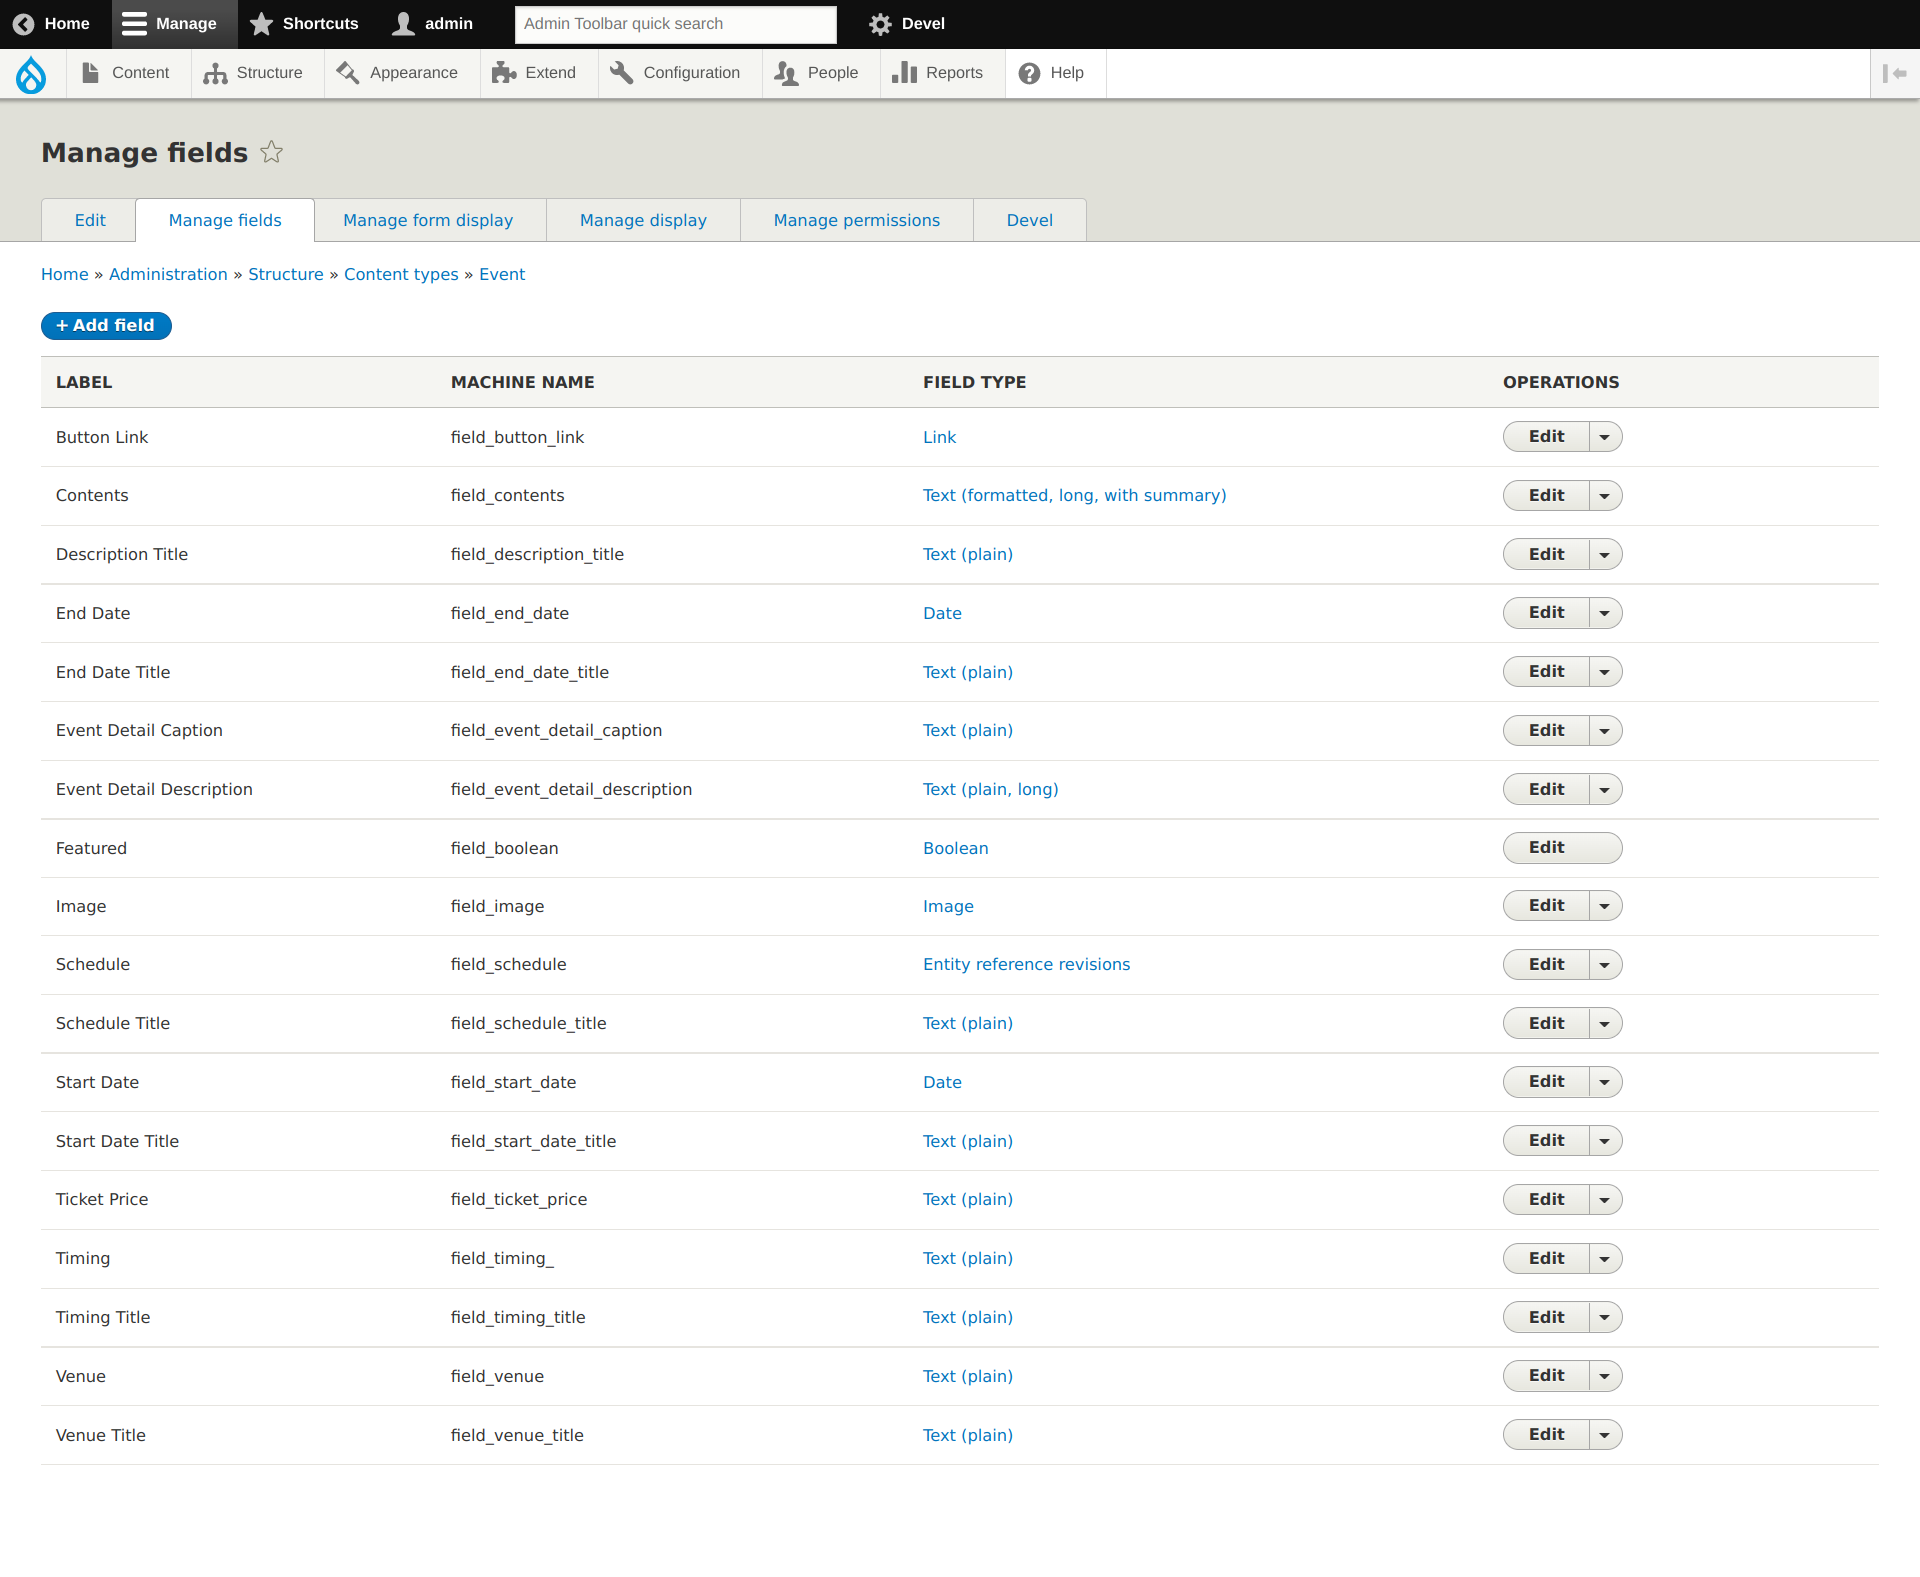 Home Manage Shortcuts admin Admin Toolbar quick search Devel
Content Structure Appearance Extend Configuration People Reports Help
Manage fields
Edit Manage fields Manage form display Manage display Manage permissions Devel
Home » Administration » Structure » Content types » Event
+ Add field
LABEL MACHINE NAME FIELD TYPE OPERATIONS
Button Link field_button_link Link Edit
Contents field_contents Text (formatted, long, with summary) Edit
Description Title field_description_title Text (plain) Edit
End Date field_end_date Date Edit
End Date Title field_end_date_title Text (plain) Edit
Event Detail Caption field_event_detail_caption Text (plain) Edit
Event Detail Description field_event_detail_description Text (plain, long) Edit
Featured field_boolean Boolean Edit
Image field_image Image Edit
Schedule field_schedule Entity reference revisions Edit
Schedule Title field_schedule_title Text (plain) Edit
Start Date field_start_date Date Edit
Start Date Title field_start_date_title Text (plain) Edit
Ticket Price field_ticket_price Text (plain) Edit
Timing field_timing_ Text (plain) Edit
Timing Title field_timing_title Text (plain) Edit
Venue field_venue Text (plain) Edit
Venue Title field_venue_title Text (plain) Edit